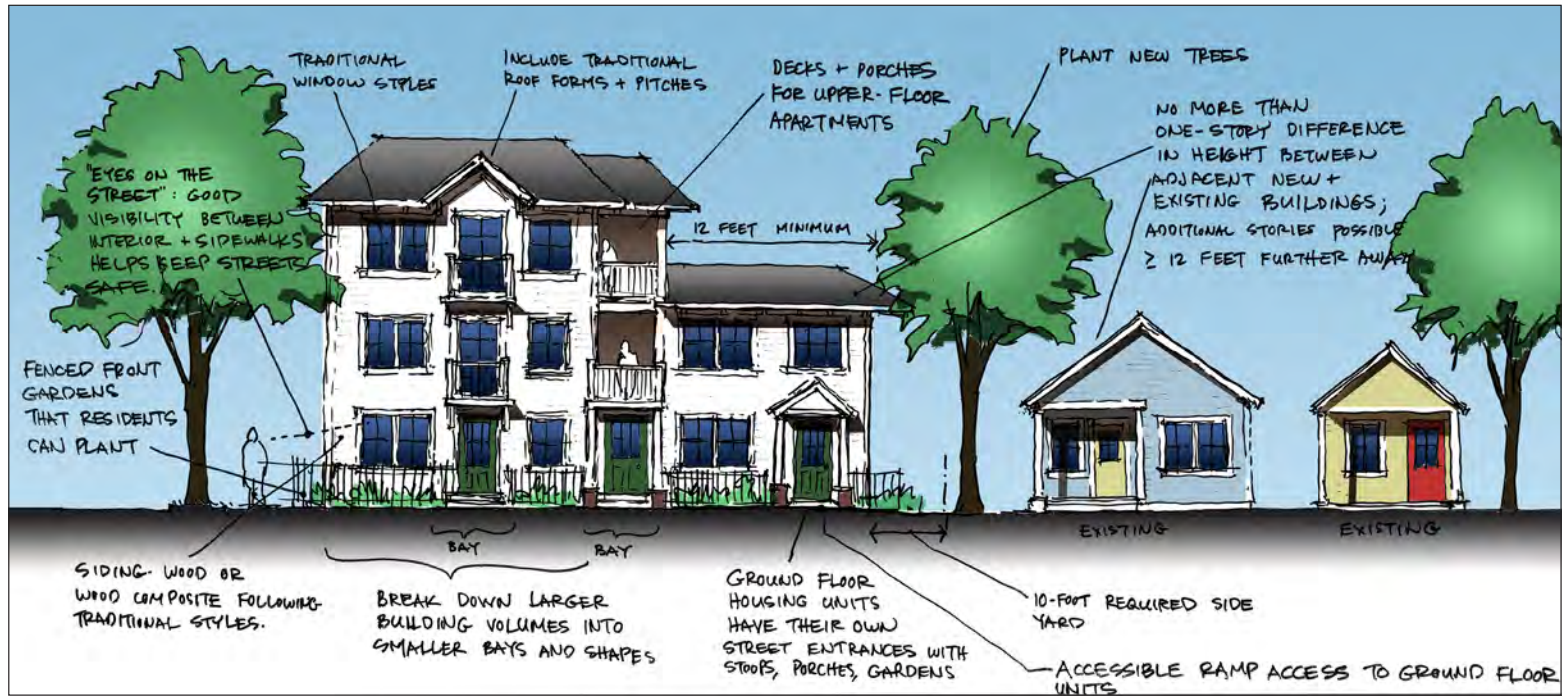 TRADITIONAL
WINDOW STYLES
INCLUDE TRADITIONAL
ROOF FORMS + PITCHES
DECKS + PORCHES
FOR UPPER-FLOOR
APARTMENTS
PLANT NEW TREES
NO MORE THAN
ONE-STORY DIFFERENCE
IN HEIGHT BETWEEN
ADJACENT NEW +
EXISTING BUILDINGS;
ADDITIONAL STORIES POSSIBLE
≥ 12 FEET FURTHER AWAY
"EYES ON THE
STREET": GOOD
VISIBILITY BETWEEN
INTERIOR + SIDEWALKS
HELPS KEEP STREETS
SAFE.
12 FEET MINIMUM
FENCED FRONT
GARDENS
THAT RESIDENTS
CAN PLANT
BAY
BAY
EXISTING
EXISTING
SIDING- WOOD OR
WOOD COMPOSITE FOLLOWING
TRADITIONAL STYLES.
BREAK DOWN LARGER
BUILDING VOLUMES INTO
SMALLER BAYS AND SHAPES
GROUND FLOOR
HOUSING UNITS
HAVE THEIR OWN
STREET ENTRANCES WITH
STOOPS, PORCHES, GARDENS
10-FOOT REQUIRED SIDE
YARD
ACCESSIBLE RAMP ACCESS TO GROUND FLOOR
UNITS